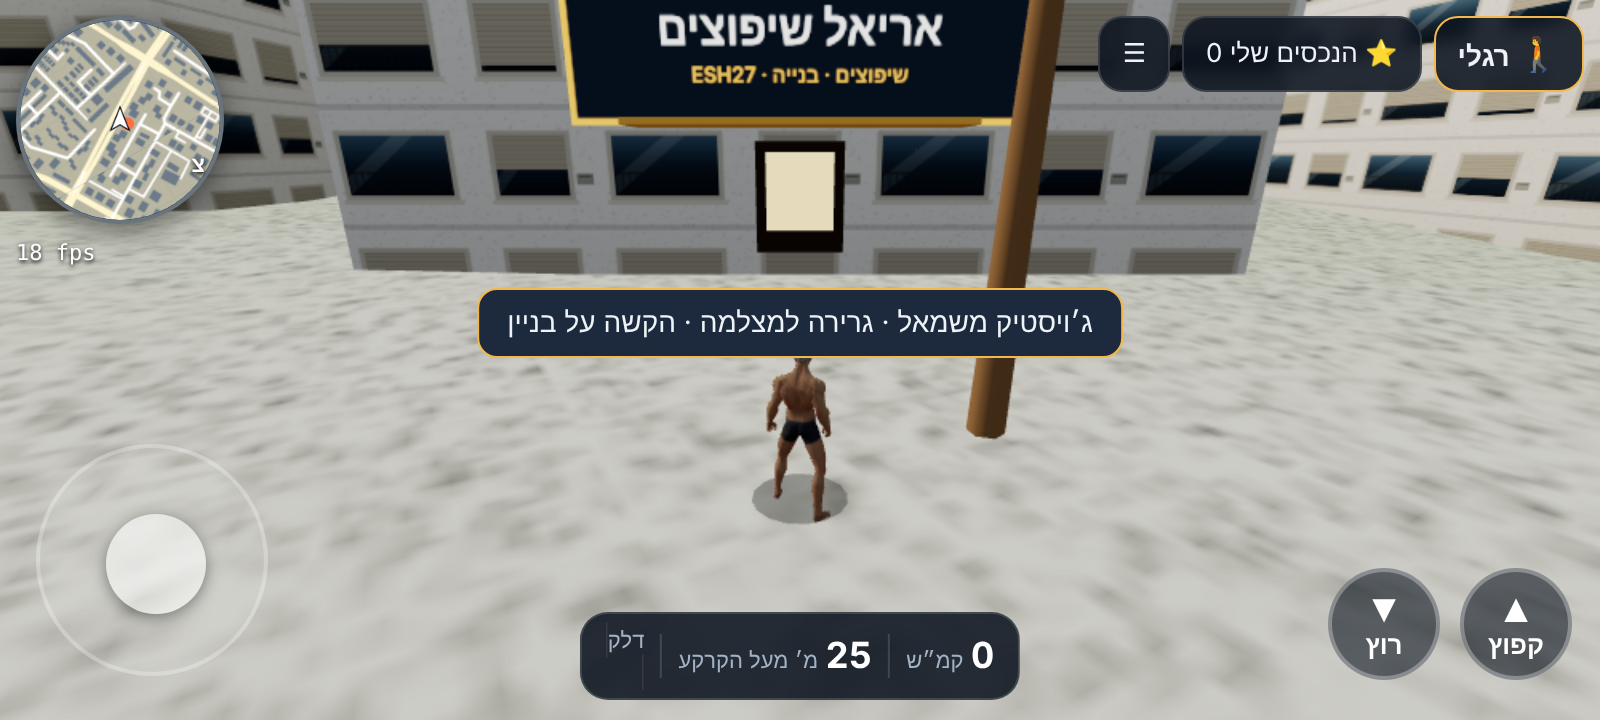 אריאל שיפוצים
שיפוצים · בנייה · ESH27
🚶 רגלי
⭐ הנכסים שלי 0
☰
צ
18 fps
ג׳ויסטיק משמאל · גרירה למצלמה · הקשה על בניין
0 קמ״ש
25 מ׳ מעל הקרקע
דלק
▲
קפוץ
▼
רוץ